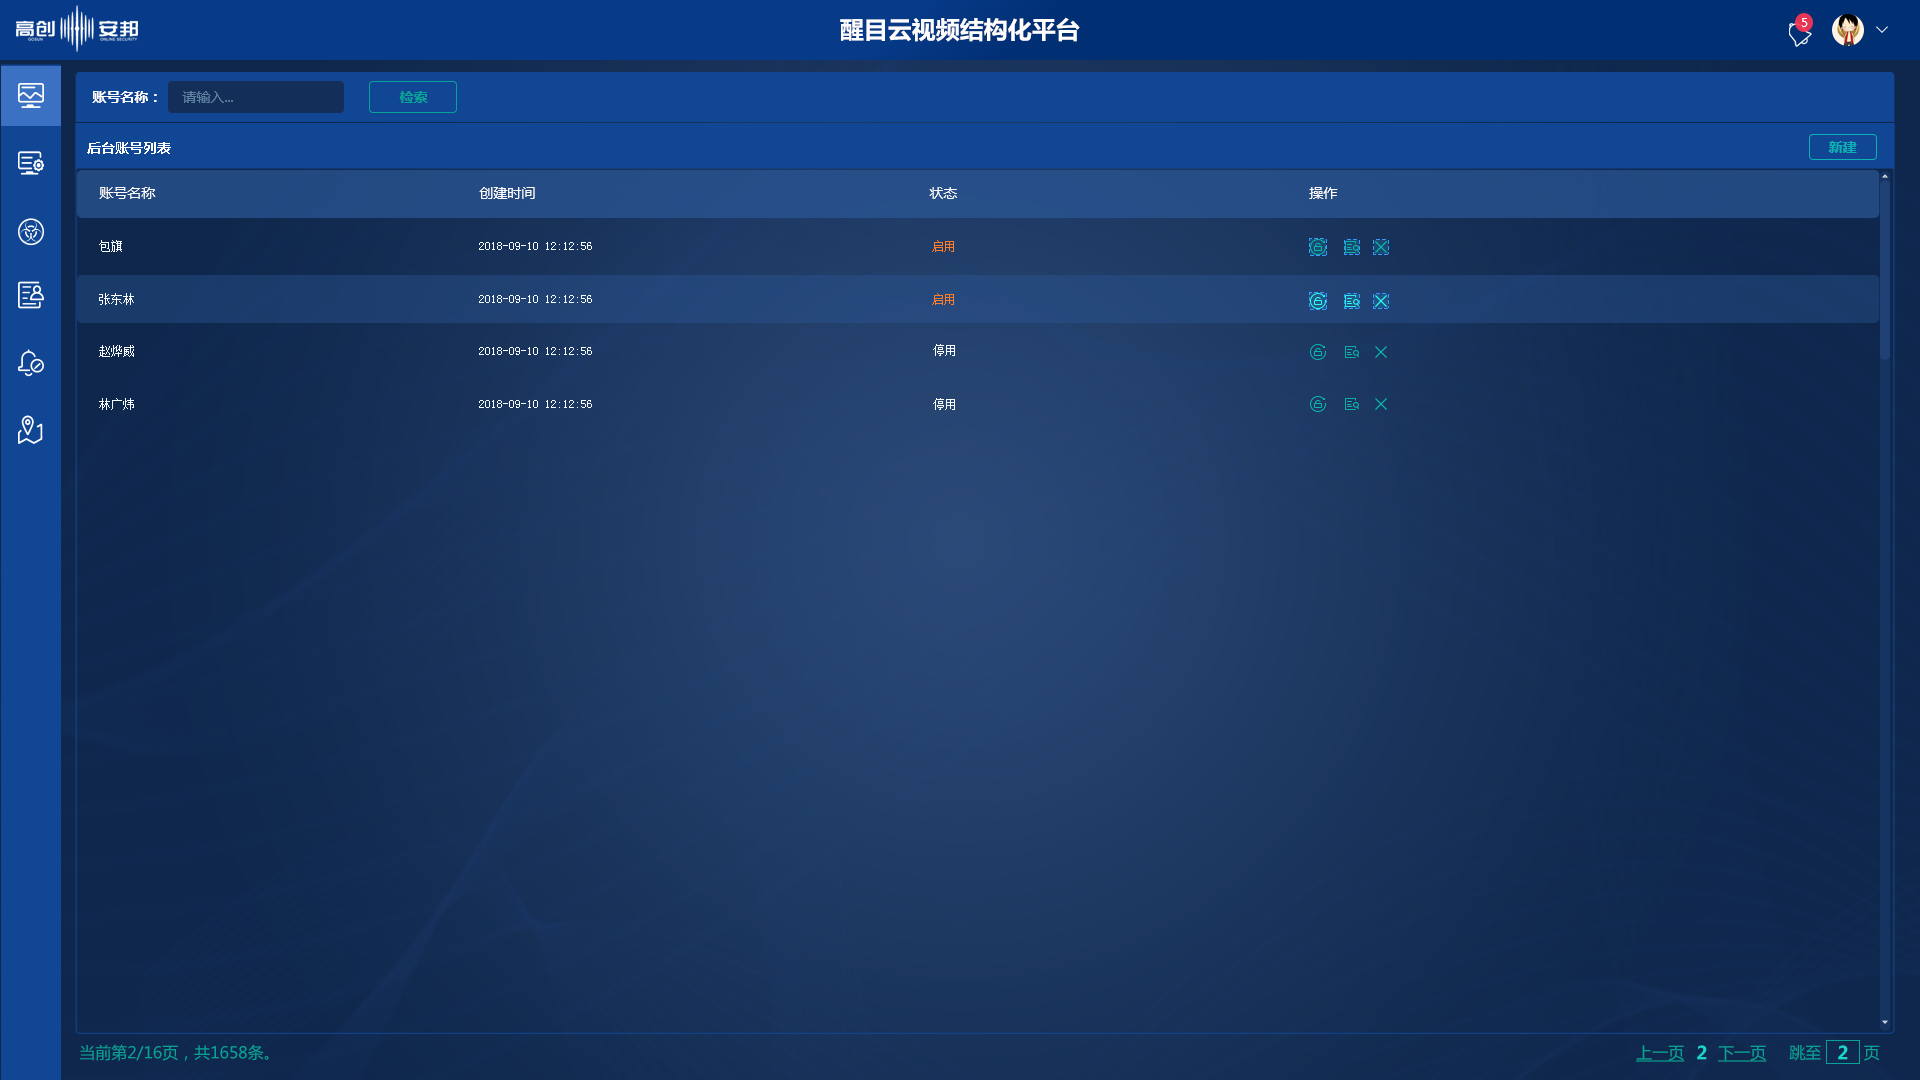 高创 安邦
GOSUN ONLINE SECURITY
醒目云视频结构化平台
5
账号名称： 请输入... 检索
后台账号列表 新建
账号名称 创建时间 状态 操作
包旗 2018-09-10 12:12:56 启用
张东林 2018-09-10 12:12:56 启用
赵烨威 2018-09-10 12:12:56 停用
林广炜 2018-09-10 12:12:56 停用
当前第2/16页，共1658条。 上一页 2 下一页 跳至 2 页